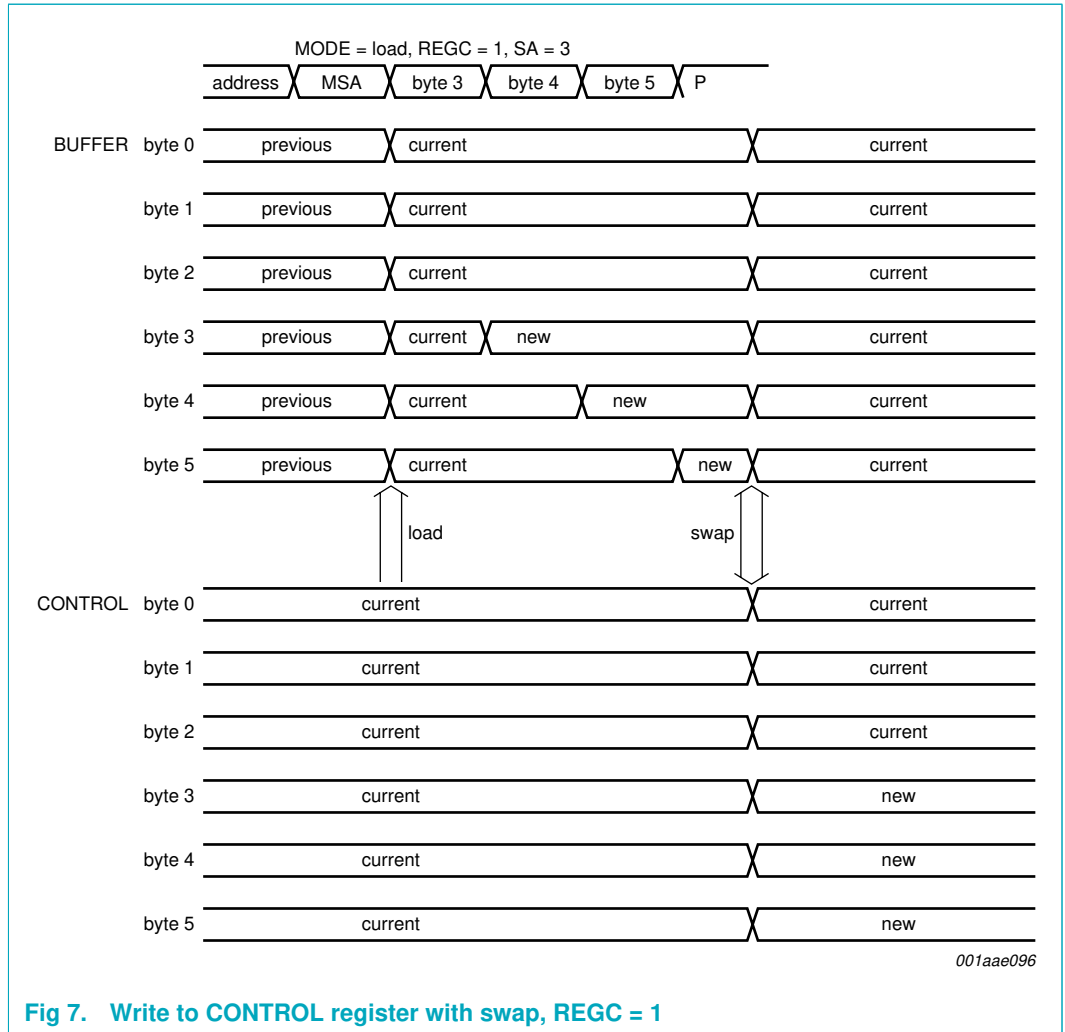 MODE = load, REGC = 1, SA = 3
address MSA byte 3 byte 4 byte 5 P
BUFFER byte 0 previous current current
byte 1 previous current current
byte 2 previous current current
byte 3 previous current new current
byte 4 previous current new current
byte 5 previous current new current
load swap
CONTROL byte 0 current current
byte 1 current current
byte 2 current current
byte 3 current new
byte 4 current new
byte 5 current new
001aae096
Fig 7. Write to CONTROL register with swap, REGC = 1